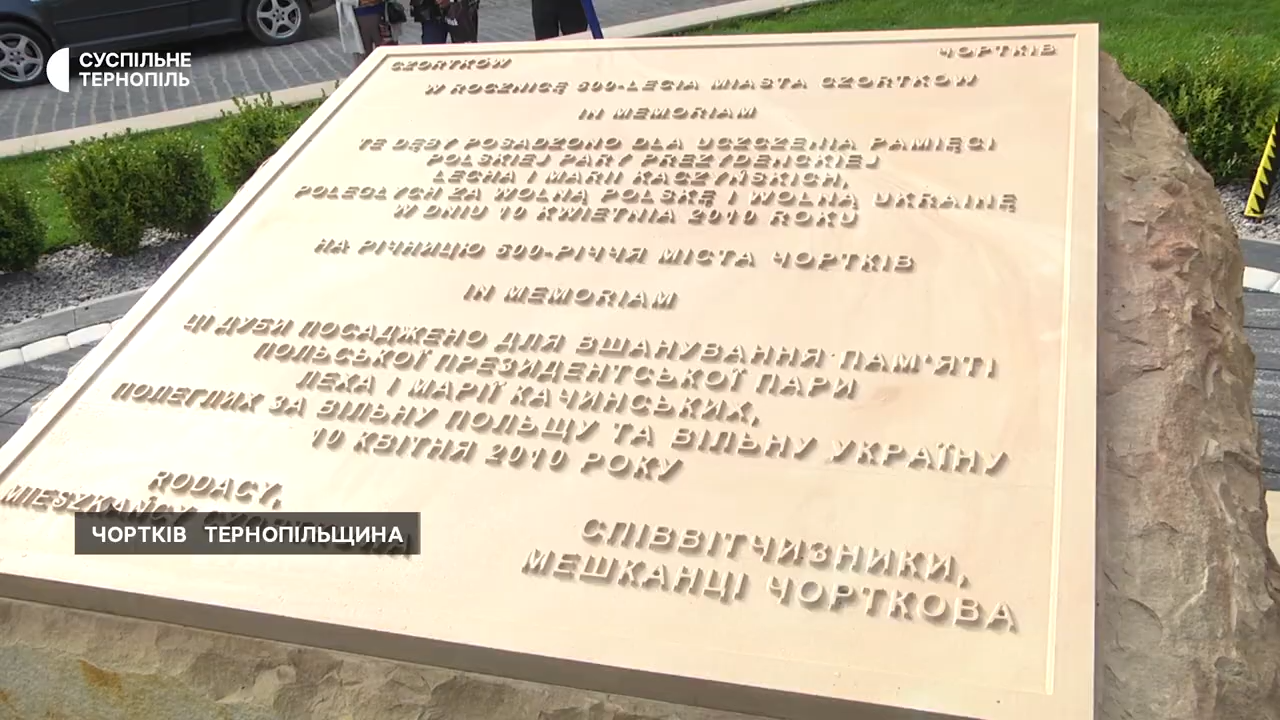 СУСПІЛЬНЕ
ТЕРНОПІЛЬ
CZORTKÓW
ЧОРТКІВ
W ROCZNICĘ 500-LECIA MIASTA CZORTKÓW
IN MEMORIAM
TE DĘBY POSADZONO DLA UCZCZENIA PAMIĘCI
POLSKIEJ PARY PREZYDENCKIEJ
LECHA I MARII KACZYŃSKICH,
POLEGŁYCH ZA WOLNĄ POLSKĘ I WOLNĄ UKRAINĘ
W DNIU 10 KWIETNIA 2010 ROKU
НА РІЧНИЦЮ 500-РІЧЧЯ МІСТА ЧОРТКІВ
IN MEMORIAM
ЦІ ДУБИ ПОСАДЖЕНО ДЛЯ ВШАНУВАННЯ ПАМ'ЯТІ
ПОЛЬСЬКОЇ ПРЕЗИДЕНТСЬКОЇ ПАРИ
ЛЕХА І МАРІЇ КАЧИНСЬКИХ,
ПОЛЕГЛИХ ЗА ВІЛЬНУ ПОЛЬЩУ ТА ВІЛЬНУ УКРАЇНУ
10 КВІТНЯ 2010 РОКУ
RODACY,
MIESZKAŃCY
СПІВВІТЧИЗНИКИ,
МЕШКАНЦІ ЧОРТКОВА
ЧОРТКІВ ТЕРНОПІЛЬЩИНА